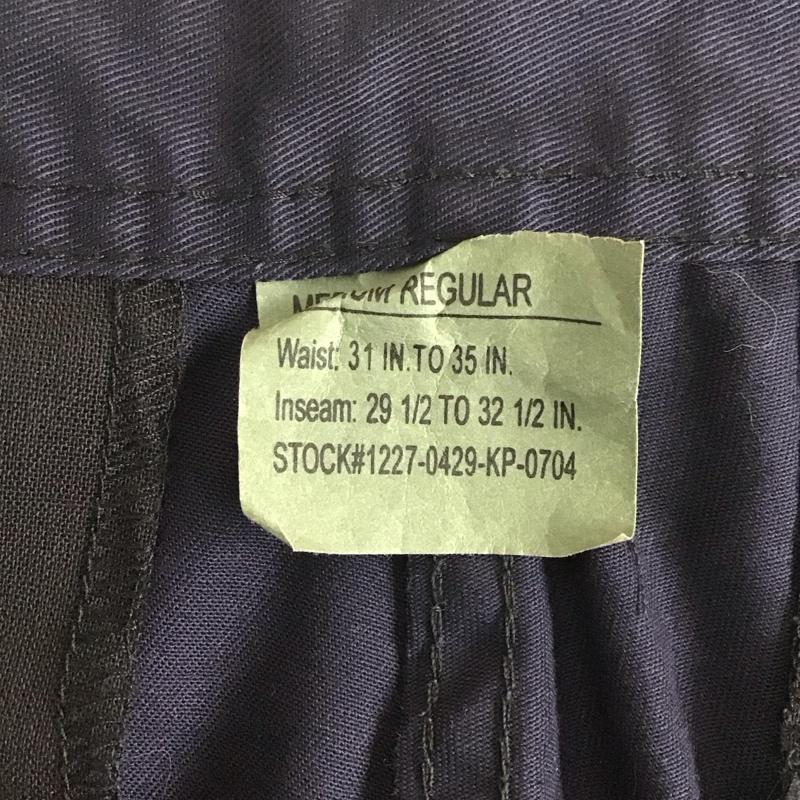 MEDIUM REGULAR
Waist: 31 IN.TO 35 IN.
Inseam: 29 1/2 TO 32 1/2 IN.
STOCK#1227-0429-KP-0704